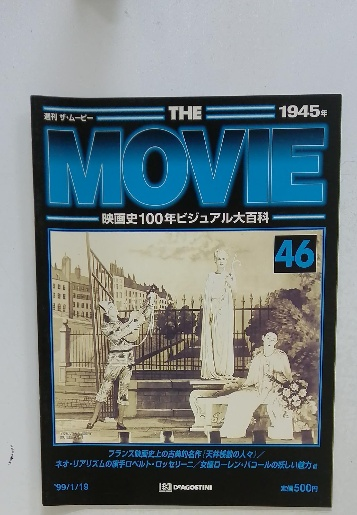 週刊 ザ・ムービー
THE
1945年
MOVIE
映画史100年ビジュアル大百科
46
フランス映画史上の古典的名作「天井桟敷の人々」／
ネオ・リアリズムの旗手ロベルト・ロッセリーニ／女優ローレン・バコールの妖しい魅力
'99/1/19
DeAGOSTINI
定価500円